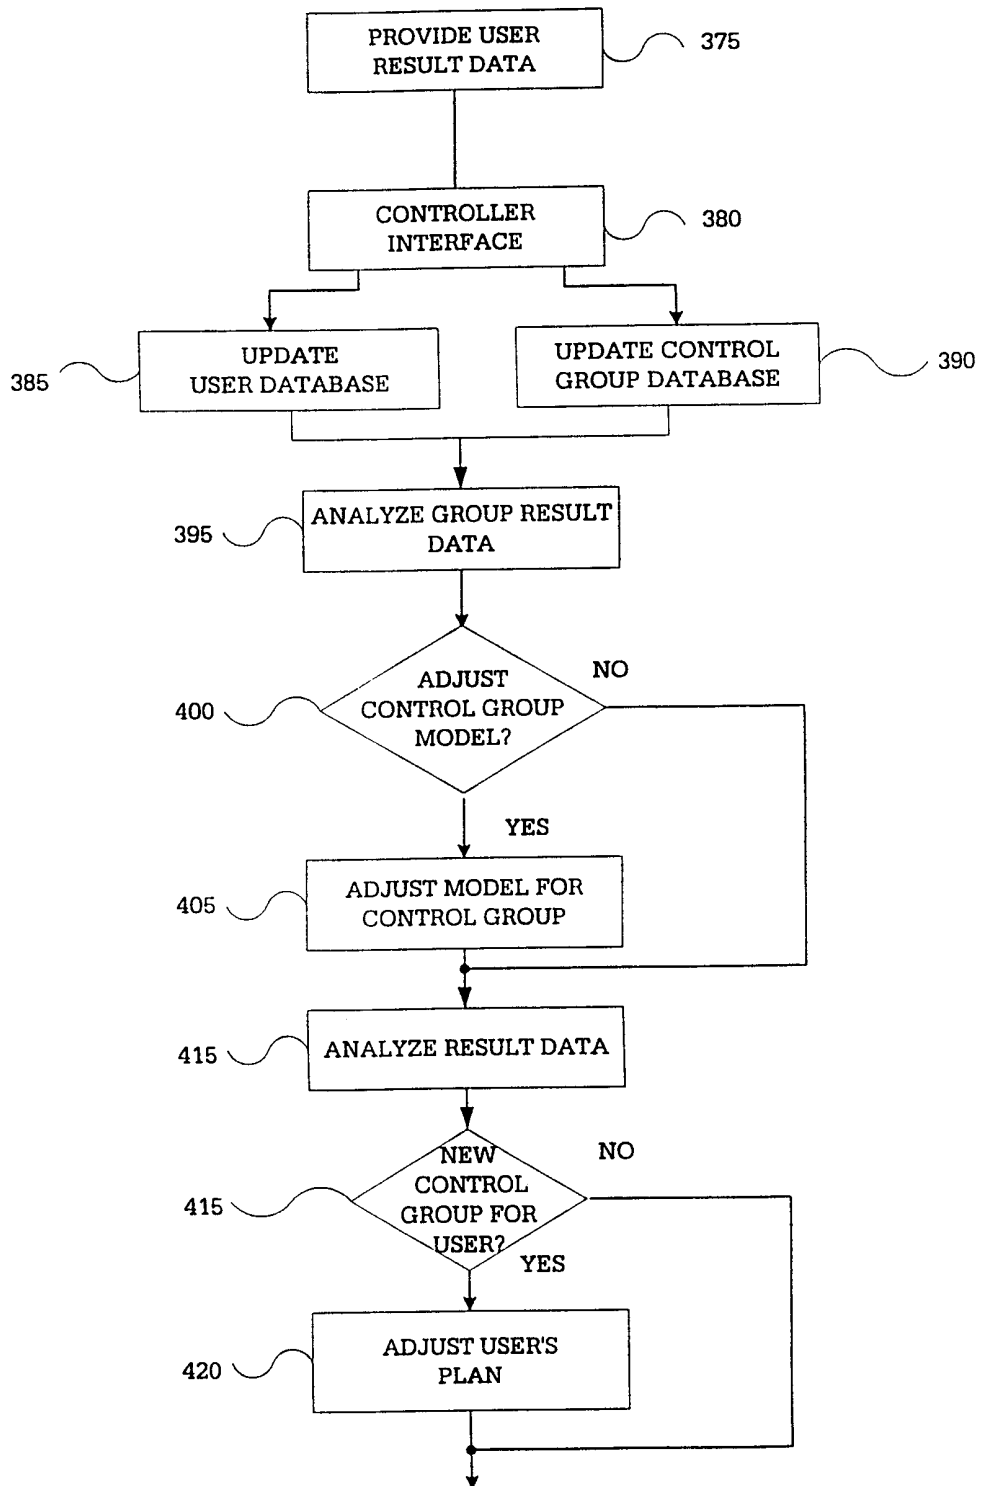 PROVIDE USER
RESULT DATA
375
CONTROLLER
INTERFACE
380
385
UPDATE
USER DATABASE
UPDATE CONTROL
GROUP DATABASE
390
395
ANALYZE GROUP RESULT
DATA
400
ADJUST
CONTROL GROUP
MODEL?
NO
YES
405
ADJUST MODEL FOR
CONTROL GROUP
415
ANALYZE RESULT DATA
415
NEW
CONTROL
GROUP FOR
USER?
NO
YES
420
ADJUST USER'S
PLAN